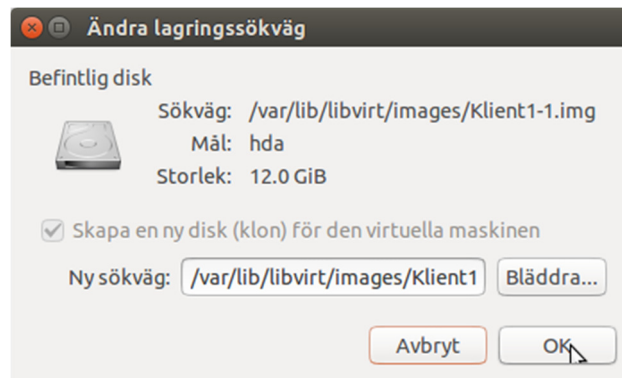 Ändra lagringssökväg
Befintlig disk
Sökväg: /var/lib/libvirt/images/Klient1-1.img
Mål: hda
Storlek: 12.0 GiB
Skapa en ny disk (klon) för den virtuella maskinen
Ny sökväg: /var/lib/libvirt/images/Klient1 Bläddra...
Avbryt OK